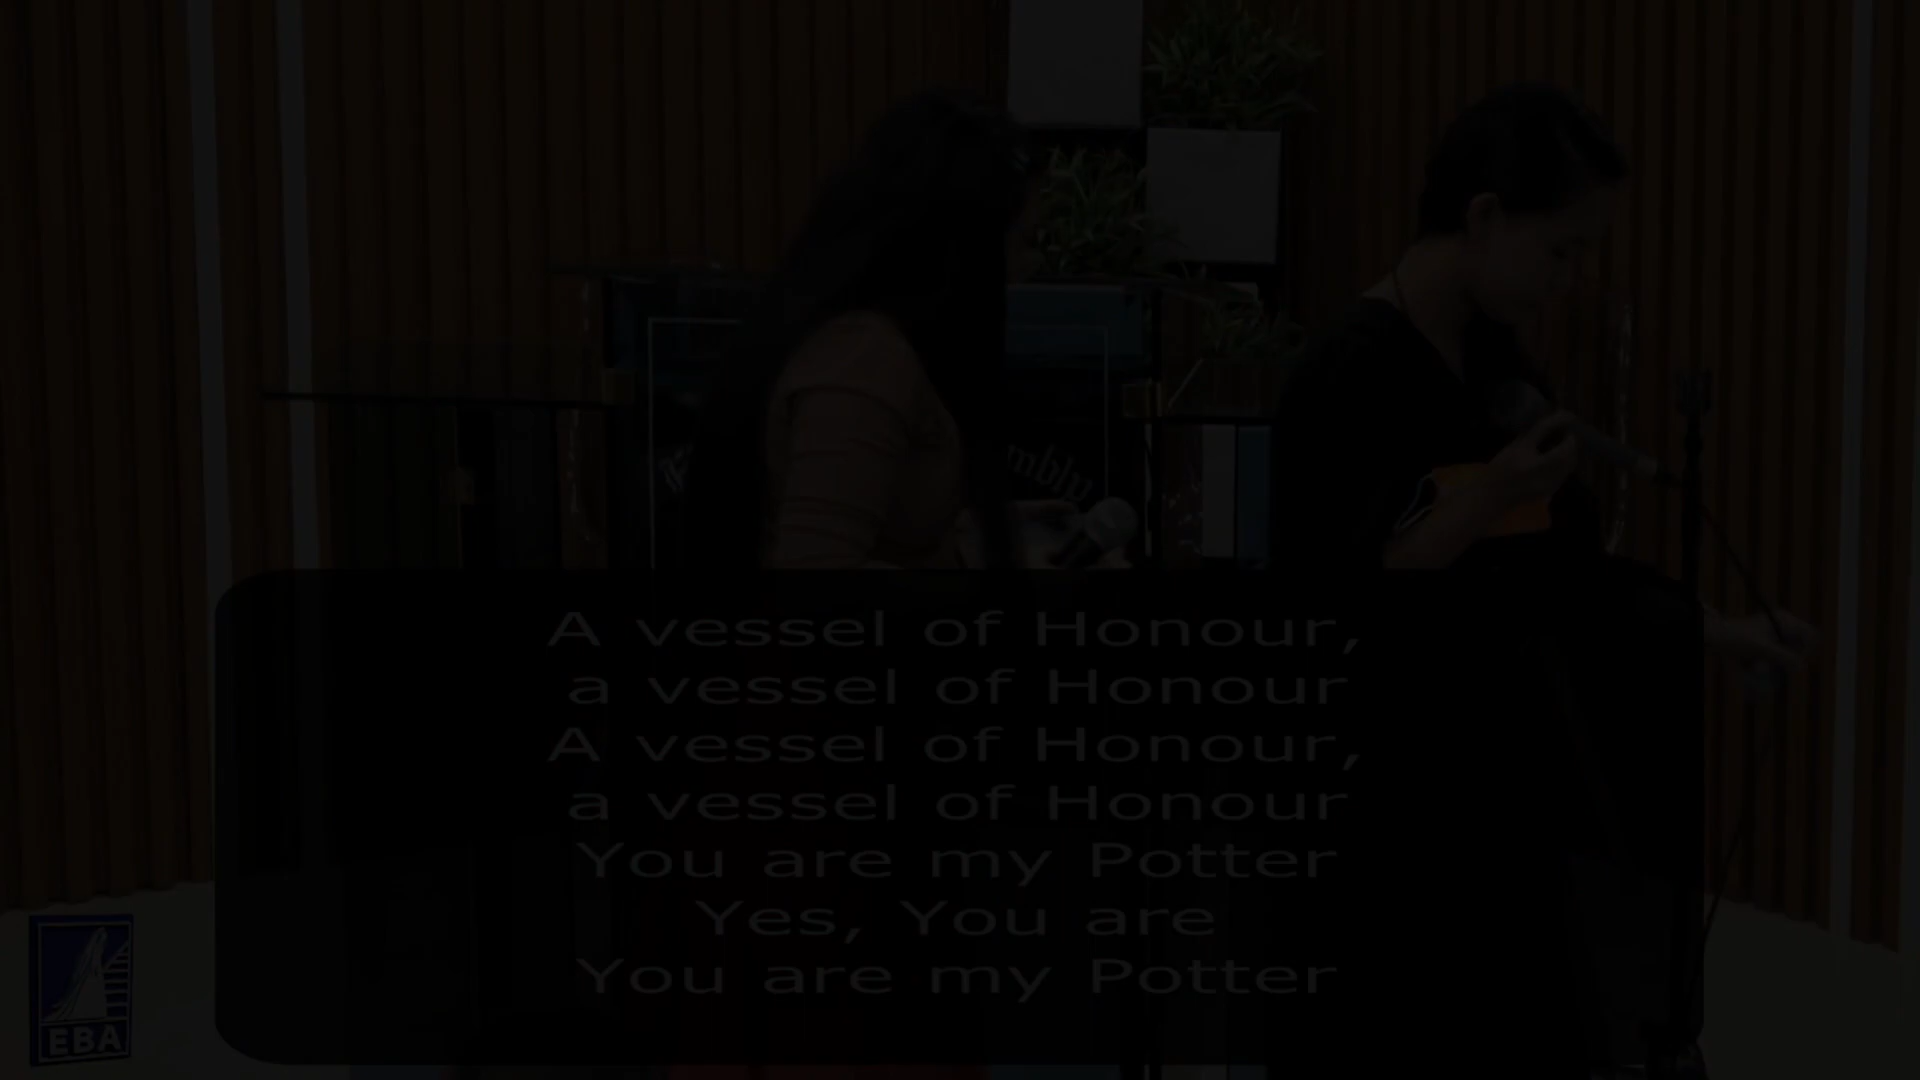 mbly
A vessel of Honour,
a vessel of Honour
A vessel of Honour,
a vessel of Honour
You are my Potter
Yes, You are
You are my Potter
EBA